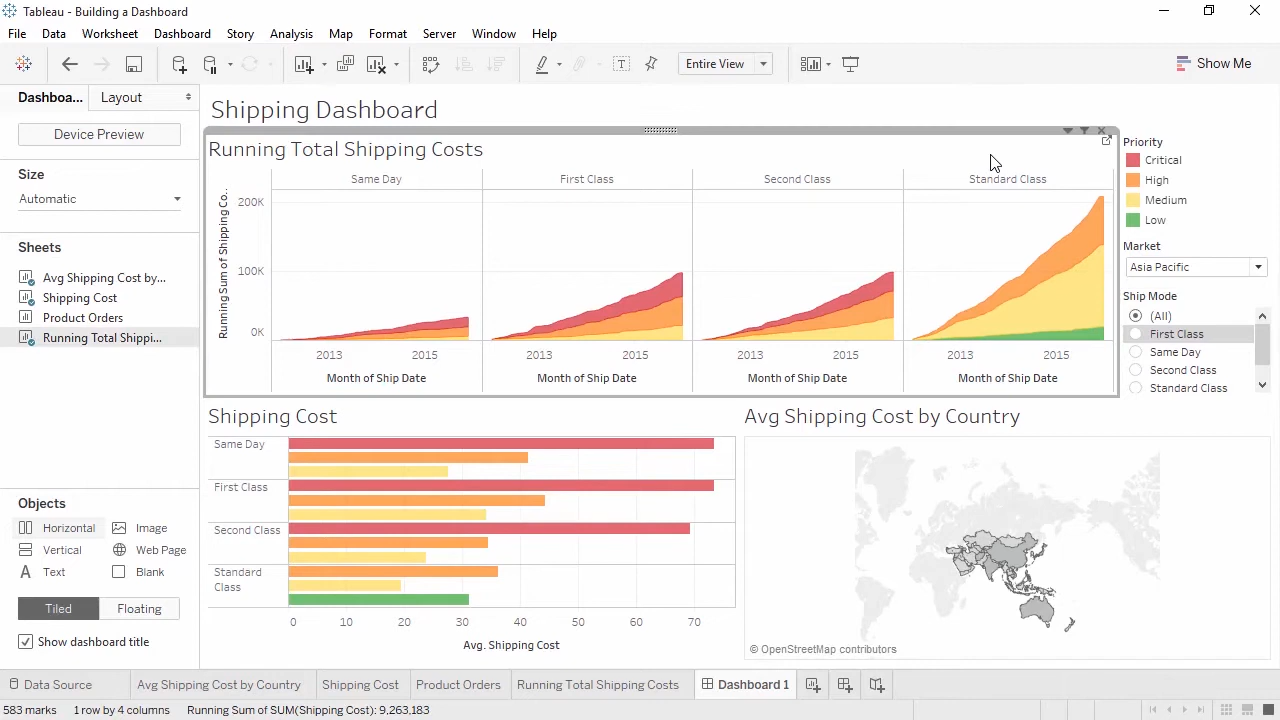 Tableau - Building a Dashboard
File Data Worksheet Dashboard Story Analysis Map Format Server Window Help
Entire View
Show Me
Dashboa... Layout
Device Preview
Size
Automatic
Sheets
Avg Shipping Cost by...
Shipping Cost
Product Orders
Running Total Shippi...
Objects
Horizontal Image
Vertical Web Page
Text Blank
Tiled Floating
Show dashboard title
Shipping Dashboard
Running Total Shipping Costs
Same Day First Class Second Class Standard Class
Running Sum of Shipping Co..
200K
100K
0K
2013 2015 2013 2015 2013 2015 2013 2015
Month of Ship Date Month of Ship Date Month of Ship Date Month of Ship Date
Priority
Critical
High
Medium
Low
Market
Asia Pacific
Ship Mode
(All)
First Class
Same Day
Second Class
Standard Class
Shipping Cost
Same Day
First Class
Second Class
Standard
Class
0 10 20 30 40 50 60 70
Avg. Shipping Cost
Avg Shipping Cost by Country
© OpenStreetMap contributors
Data Source Avg Shipping Cost by Country Shipping Cost Product Orders Running Total Shipping Costs Dashboard 1
583 marks 1 row by 4 columns Running Sum of SUM(Shipping Cost): 9,263,183